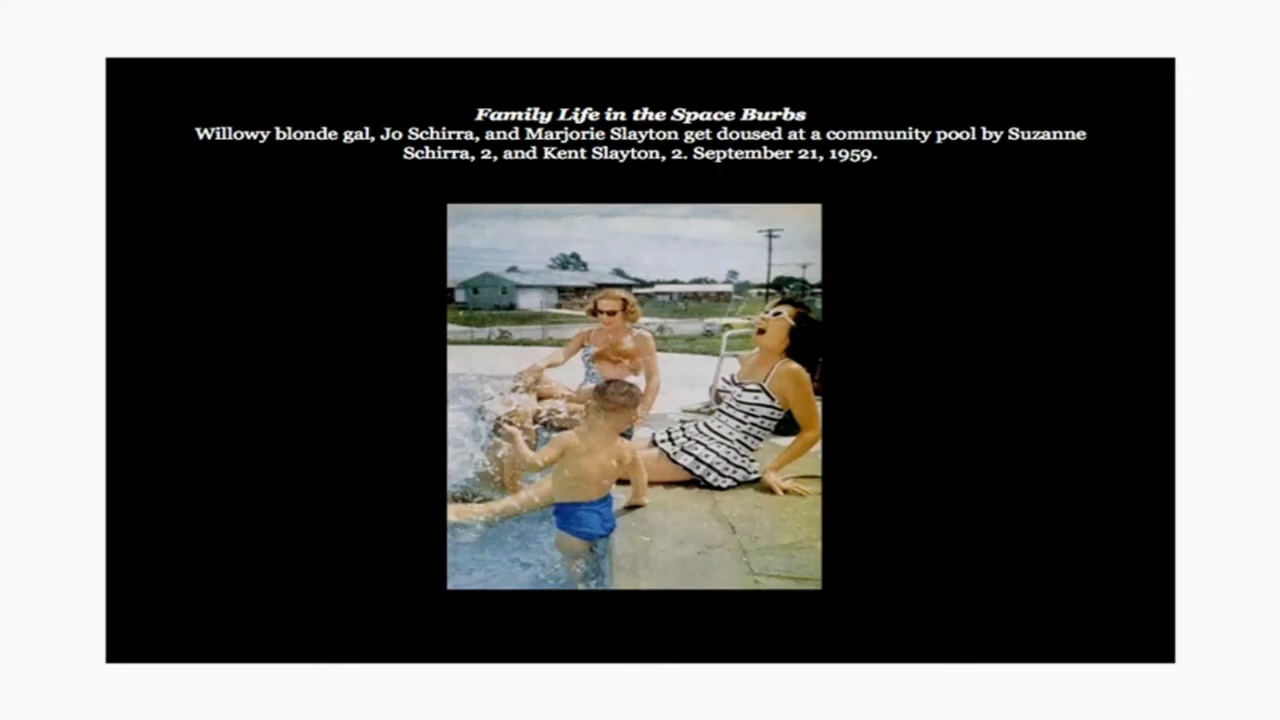 Family Life in the Space Burbs
Willowy blonde gal, Jo Schirra, and Marjorie Slayton get doused at a community pool by Suzanne
Schirra, 2, and Kent Slayton, 2. September 21, 1959.